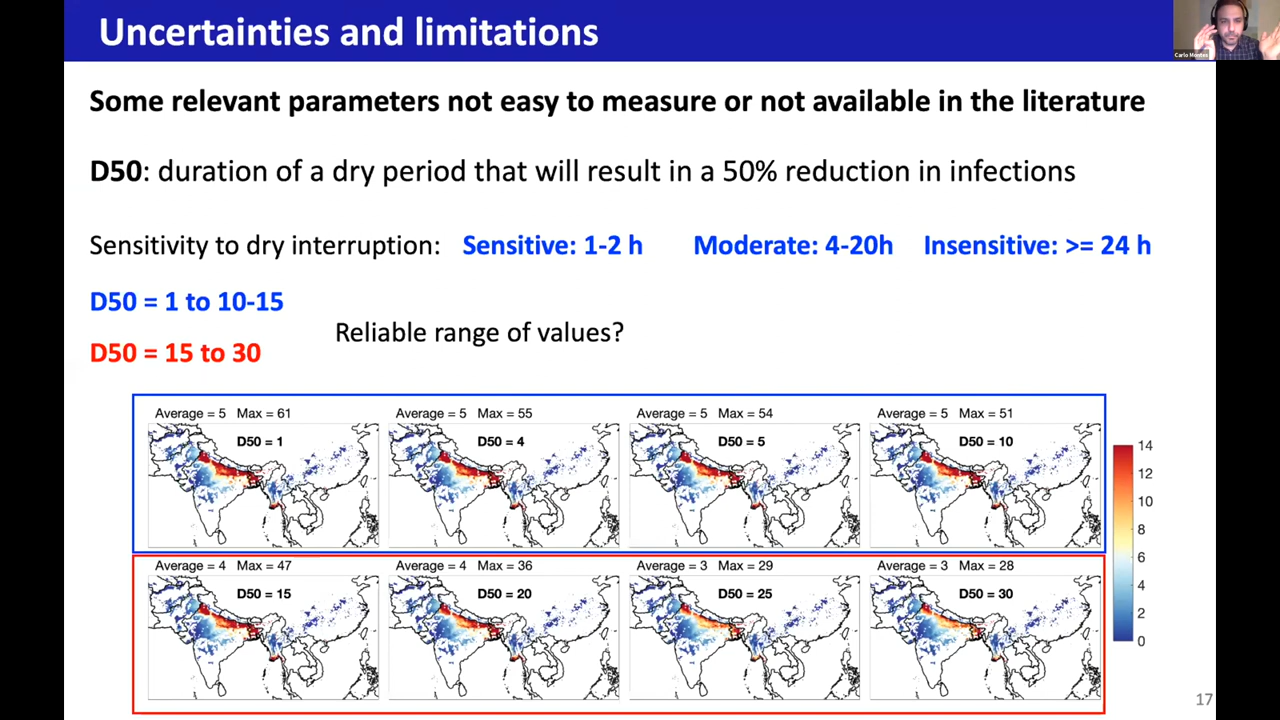 Uncertainties and limitations
Carlo Montes
Some relevant parameters not easy to measure or not available in the literature
D50: duration of a dry period that will result in a 50% reduction in infections
Sensitivity to dry interruption: Sensitive: 1-2 h Moderate: 4-20h Insensitive: >= 24 h
D50 = 1 to 10-15
Reliable range of values?
D50 = 15 to 30
Average = 5 Max = 61 Average = 5 Max = 55 Average = 5 Max = 54 Average = 5 Max = 51
D50 = 1 D50 = 4 D50 = 5 D50 = 10
14
12
10
8
6
4
2
0
Average = 4 Max = 47 Average = 4 Max = 36 Average = 3 Max = 29 Average = 3 Max = 28
D50 = 15 D50 = 20 D50 = 25 D50 = 30
17